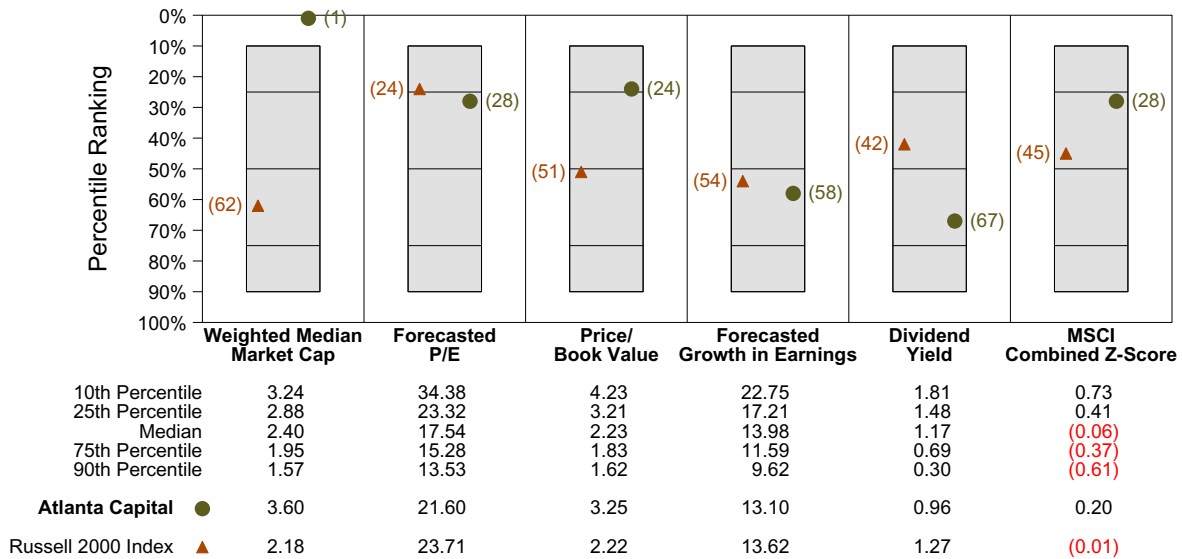 Percentile Ranking
0%
10%
20%
30%
40%
50%
60%
70%
80%
90%
100%
(62) (1)
(24) (28)
(51) (24)
(54) (58)
(42) (67)
(45) (28)
Weighted Median Market Cap
Forecasted P/E
Price/ Book Value
Forecasted Growth in Earnings
Dividend Yield
MSCI Combined Z-Score
10th Percentile 3.24 34.38 4.23 22.75 1.81 0.73
25th Percentile 2.88 23.32 3.21 17.21 1.48 0.41
Median 2.40 17.54 2.23 13.98 1.17 (0.06)
75th Percentile 1.95 15.28 1.83 11.59 0.69 (0.37)
90th Percentile 1.57 13.53 1.62 9.62 0.30 (0.61)
Atlanta Capital 3.60 21.60 3.25 13.10 0.96 0.20
Russell 2000 Index 2.18 23.71 2.22 13.62 1.27 (0.01)